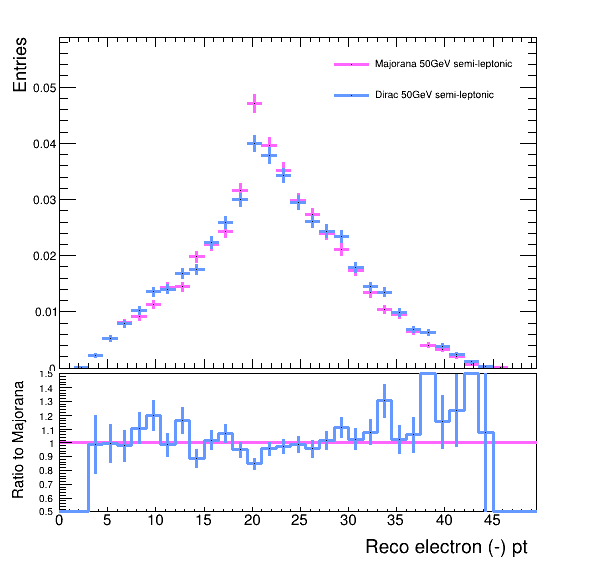 Entries
Majorana 50GeV semi-leptonic
Dirac 50GeV semi-leptonic
0.05
0.04
0.03
0.02
0.01
0
Ratio to Majorana
1.5
1.4
1.3
1.2
1.1
1
0.9
0.8
0.7
0.6
0.5
0 5 10 15 20 25 30 35 40 45
Reco electron (-) pt